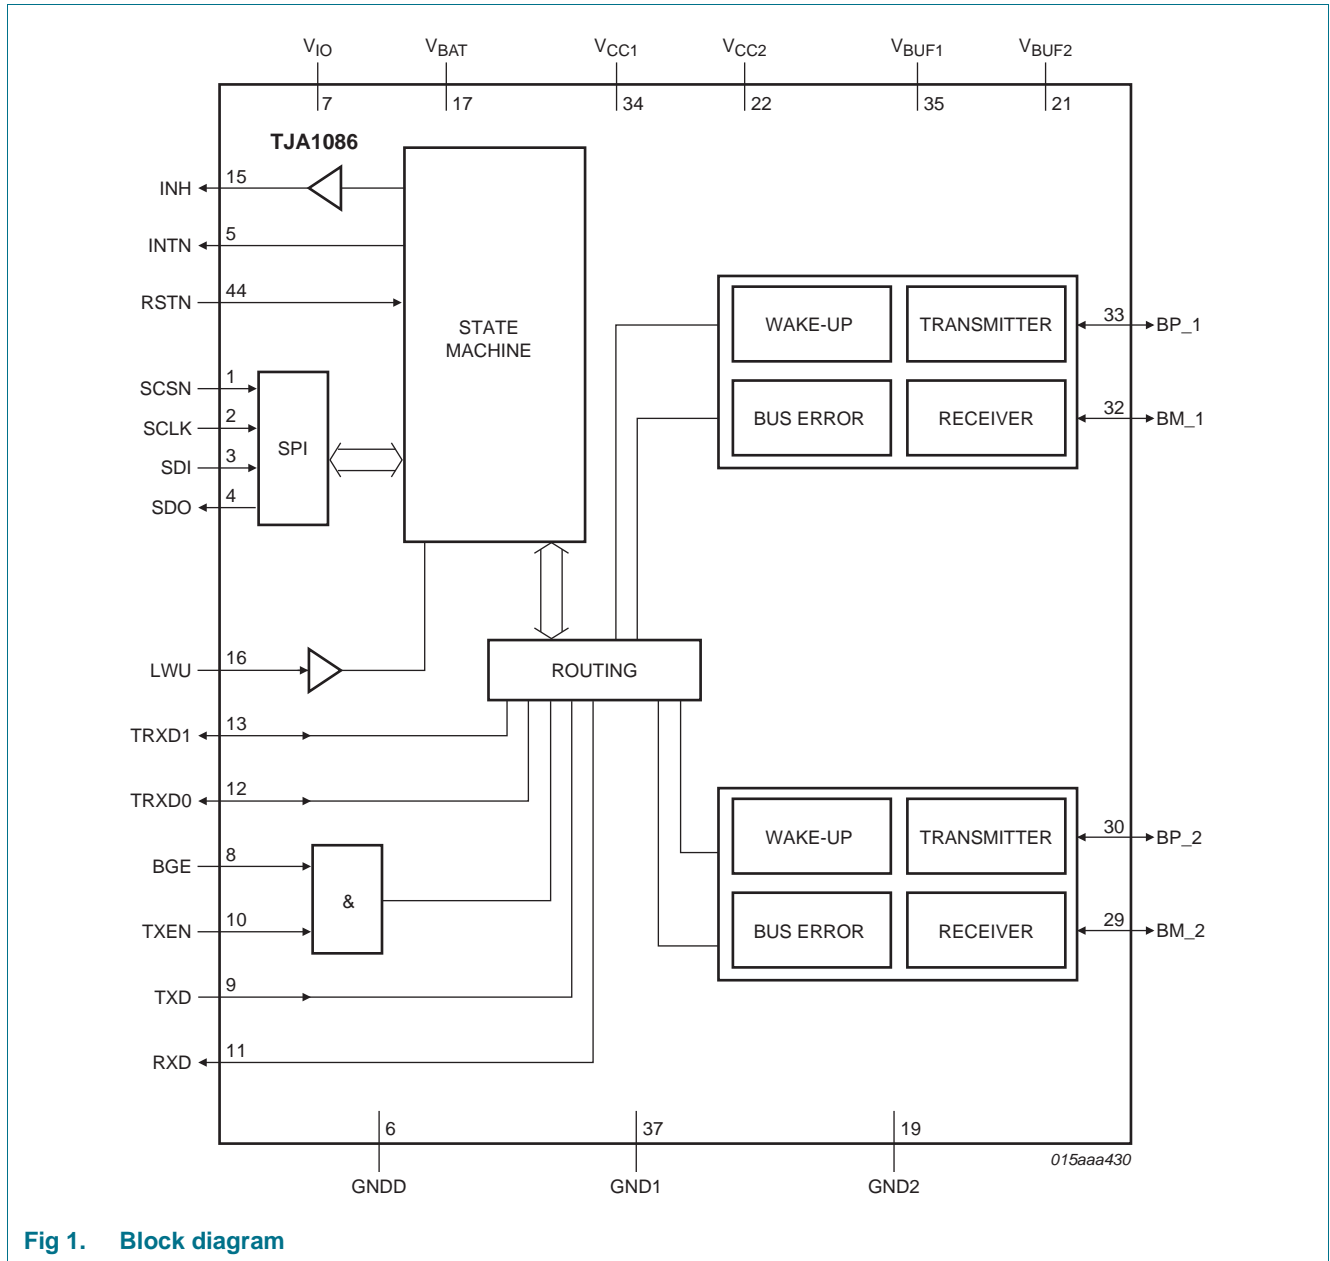 VIO VBAT VCC1 VCC2 VBUF1 VBUF2
7 17 34 22 35 21
TJA1086
INH 15
INTN 5
RSTN 44
STATE
MACHINE
WAKE-UP TRANSMITTER 33 BP_1
BUS ERROR RECEIVER 32 BM_1
SCSN 1
SCLK 2
SDI 3
SDO 4
SPI
LWU 16
ROUTING
TRXD1 13
TRXD0 12
BGE 8
TXEN 10
&
TXD 9
RXD 11
WAKE-UP TRANSMITTER 30 BP_2
BUS ERROR RECEIVER 29 BM_2
6 37 19
015aaa430
GNDD GND1 GND2
Fig 1. Block diagram